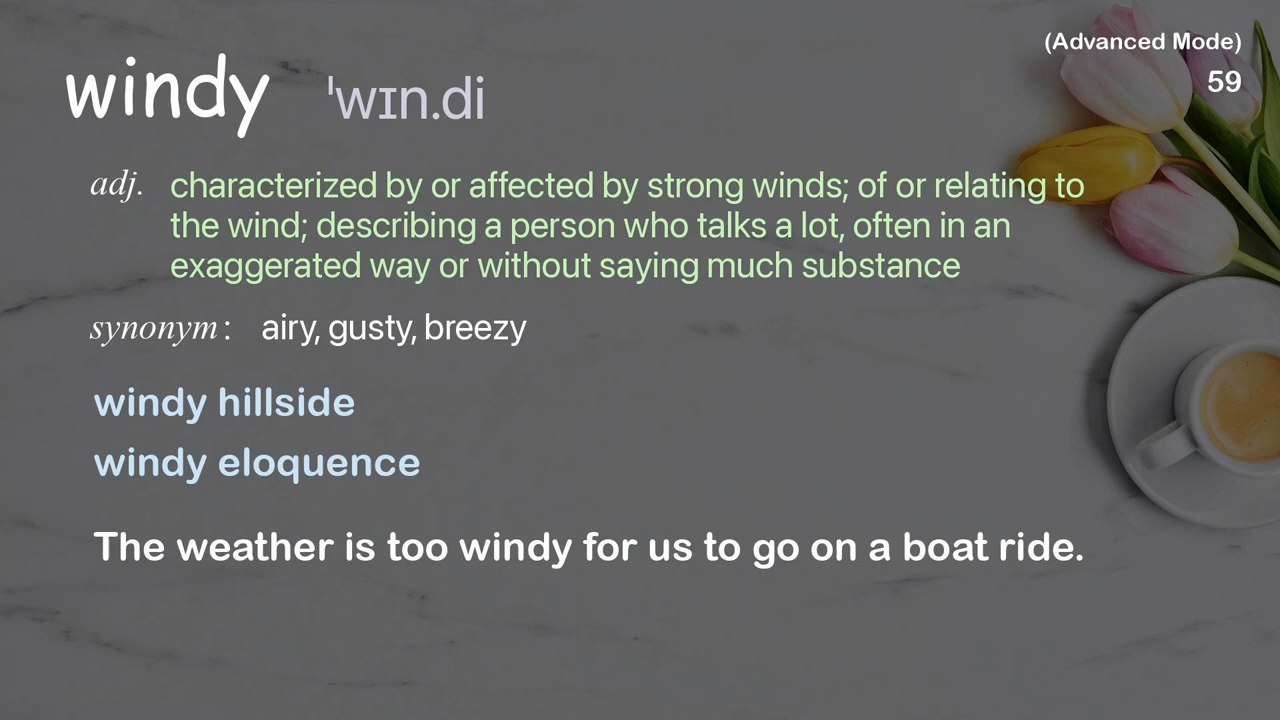 (Advanced Mode)
59
windy ˈwɪn.di
adj. characterized by or affected by strong winds; of or relating to
the wind; describing a person who talks a lot, often in an
exaggerated way or without saying much substance
synonym: airy, gusty, breezy
windy hillside
windy eloquence
The weather is too windy for us to go on a boat ride.